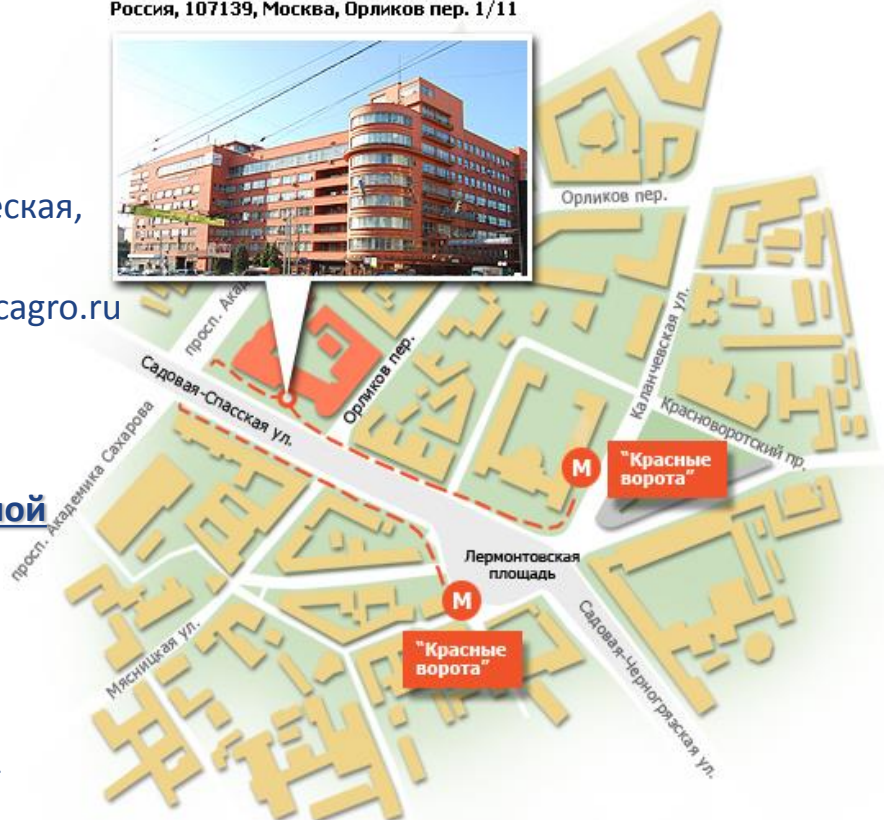 Россия, 107139, Москва, Орликов пер. 1/11
еская,
cagro.ru
ной
Орликов пер.
Каланчевская ул.
Садовая-Спасская ул.
Орликов пер.
Красноворотский пр.
просп. Академика Сахарова
М
"Красные
ворота"
Лермонтовская
площадь
М
"Красные
ворота"
Мясницкая ул.
Садовая-Черногрязская ул.